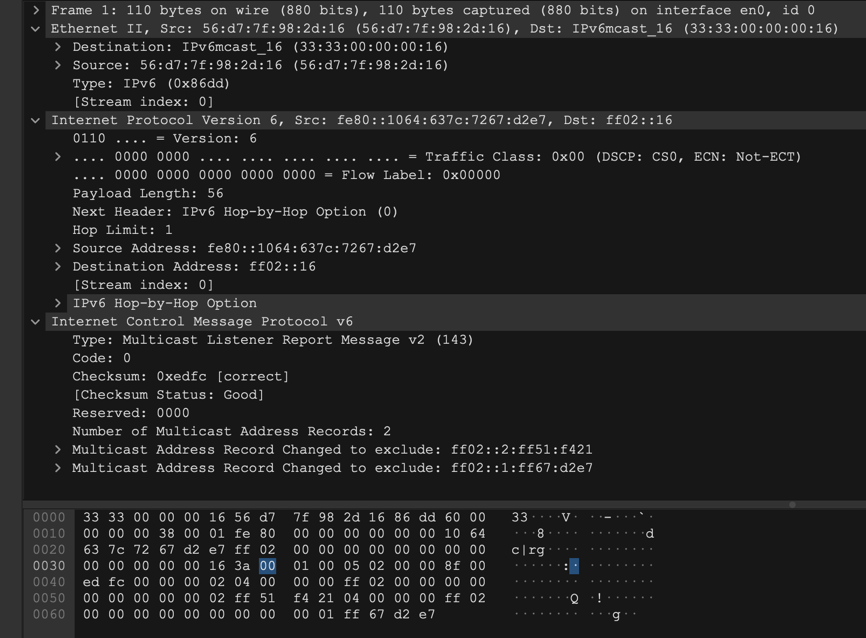 Frame 1: 110 bytes on wire (880 bits), 110 bytes captured (880 bits) on interface en0, id 0
Ethernet II, Src: 56:d7:7f:98:2d:16 (56:d7:7f:98:2d:16), Dst: IPv6mcast_16 (33:33:00:00:00:16)
Destination: IPv6mcast_16 (33:33:00:00:00:16)
Source: 56:d7:7f:98:2d:16 (56:d7:7f:98:2d:16)
Type: IPv6 (0x86dd)
[Stream index: 0]
Internet Protocol Version 6, Src: fe80::1064:637c:7267:d2e7, Dst: ff02::16
0110 .... = Version: 6
.... 0000 0000 .... .... .... .... .... = Traffic Class: 0x00 (DSCP: CS0, ECN: Not-ECT)
.... 0000 0000 0000 0000 0000 = Flow Label: 0x00000
Payload Length: 56
Next Header: IPv6 Hop-by-Hop Option (0)
Hop Limit: 1
Source Address: fe80::1064:637c:7267:d2e7
Destination Address: ff02::16
[Stream index: 0]
IPv6 Hop-by-Hop Option
Internet Control Message Protocol v6
Type: Multicast Listener Report Message v2 (143)
Code: 0
Checksum: 0xedfc [correct]
[Checksum Status: Good]
Reserved: 0000
Number of Multicast Address Records: 2
Multicast Address Record Changed to exclude: ff02::2:ff51:f421
Multicast Address Record Changed to exclude: ff02::1:ff67:d2e7
0000 33 33 00 00 00 16 56 d7 7f 98 2d 16 86 dd 60 00 33····V· ··-···`·
0010 00 00 00 38 00 01 fe 80 00 00 00 00 00 00 10 64 ···8···· ·······d
0020 63 7c 72 67 d2 e7 ff 02 00 00 00 00 00 00 00 00 c|rg···· ········
0030 00 00 00 00 00 16 3a 00 01 00 05 02 00 00 8f 00 ······:· ········
0040 ed fc 00 00 00 02 04 00 00 00 ff 02 00 00 00 00 ········ ········
0050 00 00 00 00 00 02 ff 51 f4 21 04 00 00 00 ff 02 ·······Q ·!······
0060 00 00 00 00 00 00 00 00 00 01 ff 67 d2 e7 ········ ···g··